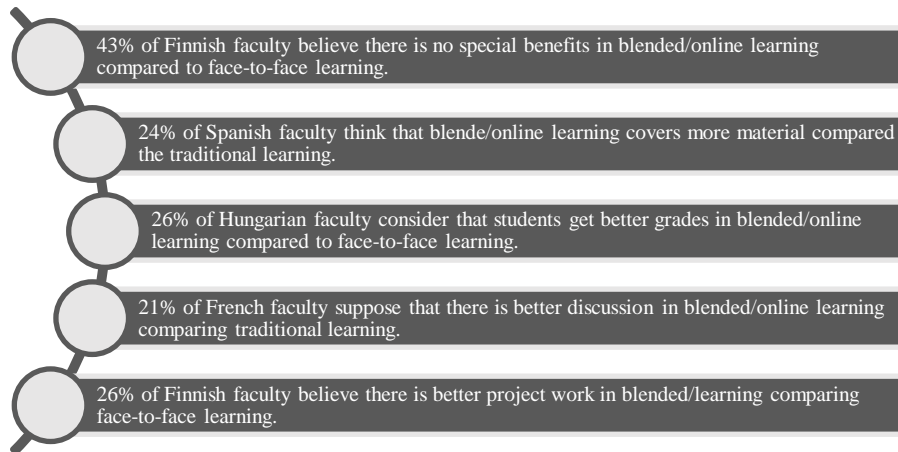 43% of Finnish faculty believe there is no special benefits in blended/online learning
compared to face-to-face learning.
24% of Spanish faculty think that blende/online learning covers more material compared
the traditional learning.
26% of Hungarian faculty consider that students get better grades in blended/online
learning compared to face-to-face learning.
21% of French faculty suppose that there is better discussion in blended/online learning
comparing traditional learning.
26% of Finnish faculty believe there is better project work in blended/learning comparing
face-to-face learning.